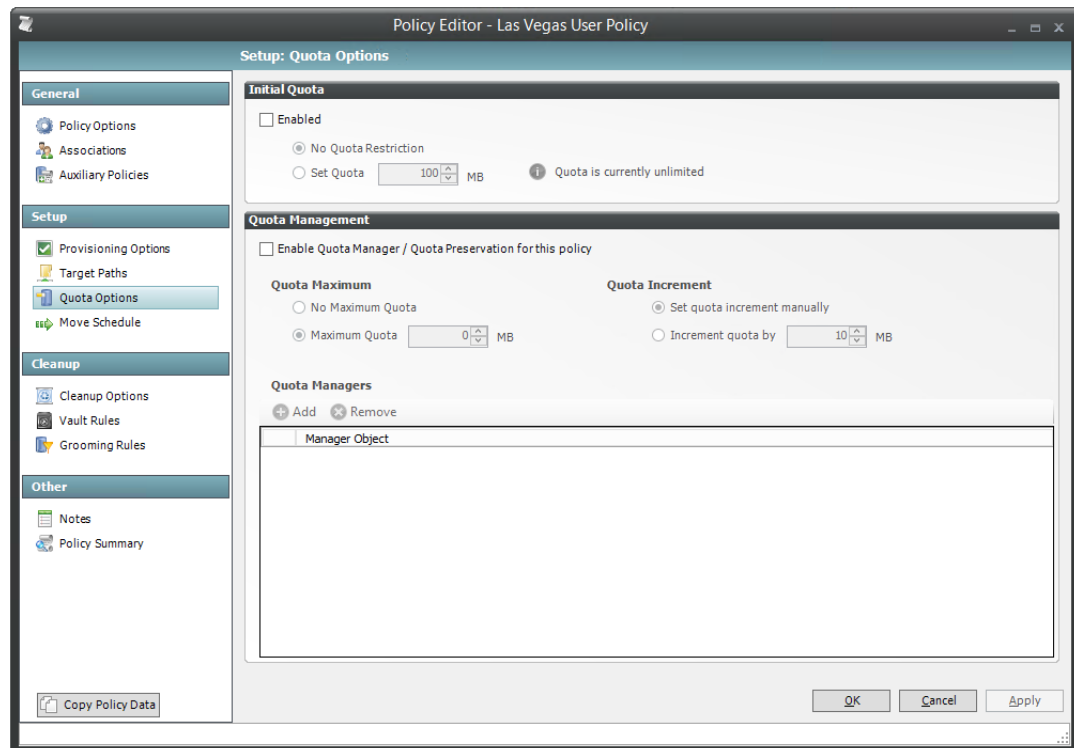 Policy Editor - Las Vegas User Policy
Setup: Quota Options
General
Policy Options
Associations
Auxiliary Policies
Setup
Provisioning Options
Target Paths
Quota Options
Move Schedule
Cleanup
Cleanup Options
Vault Rules
Grooming Rules
Other
Notes
Policy Summary
Copy Policy Data
Initial Quota
Enabled
No Quota Restriction
Set Quota 100 MB Quota is currently unlimited
Quota Management
Enable Quota Manager / Quota Preservation for this policy
Quota Maximum
No Maximum Quota
Maximum Quota 0 MB
Quota Increment
Set quota increment manually
Increment quota by 10 MB
Quota Managers
Add Remove
Manager Object
OK Cancel Apply